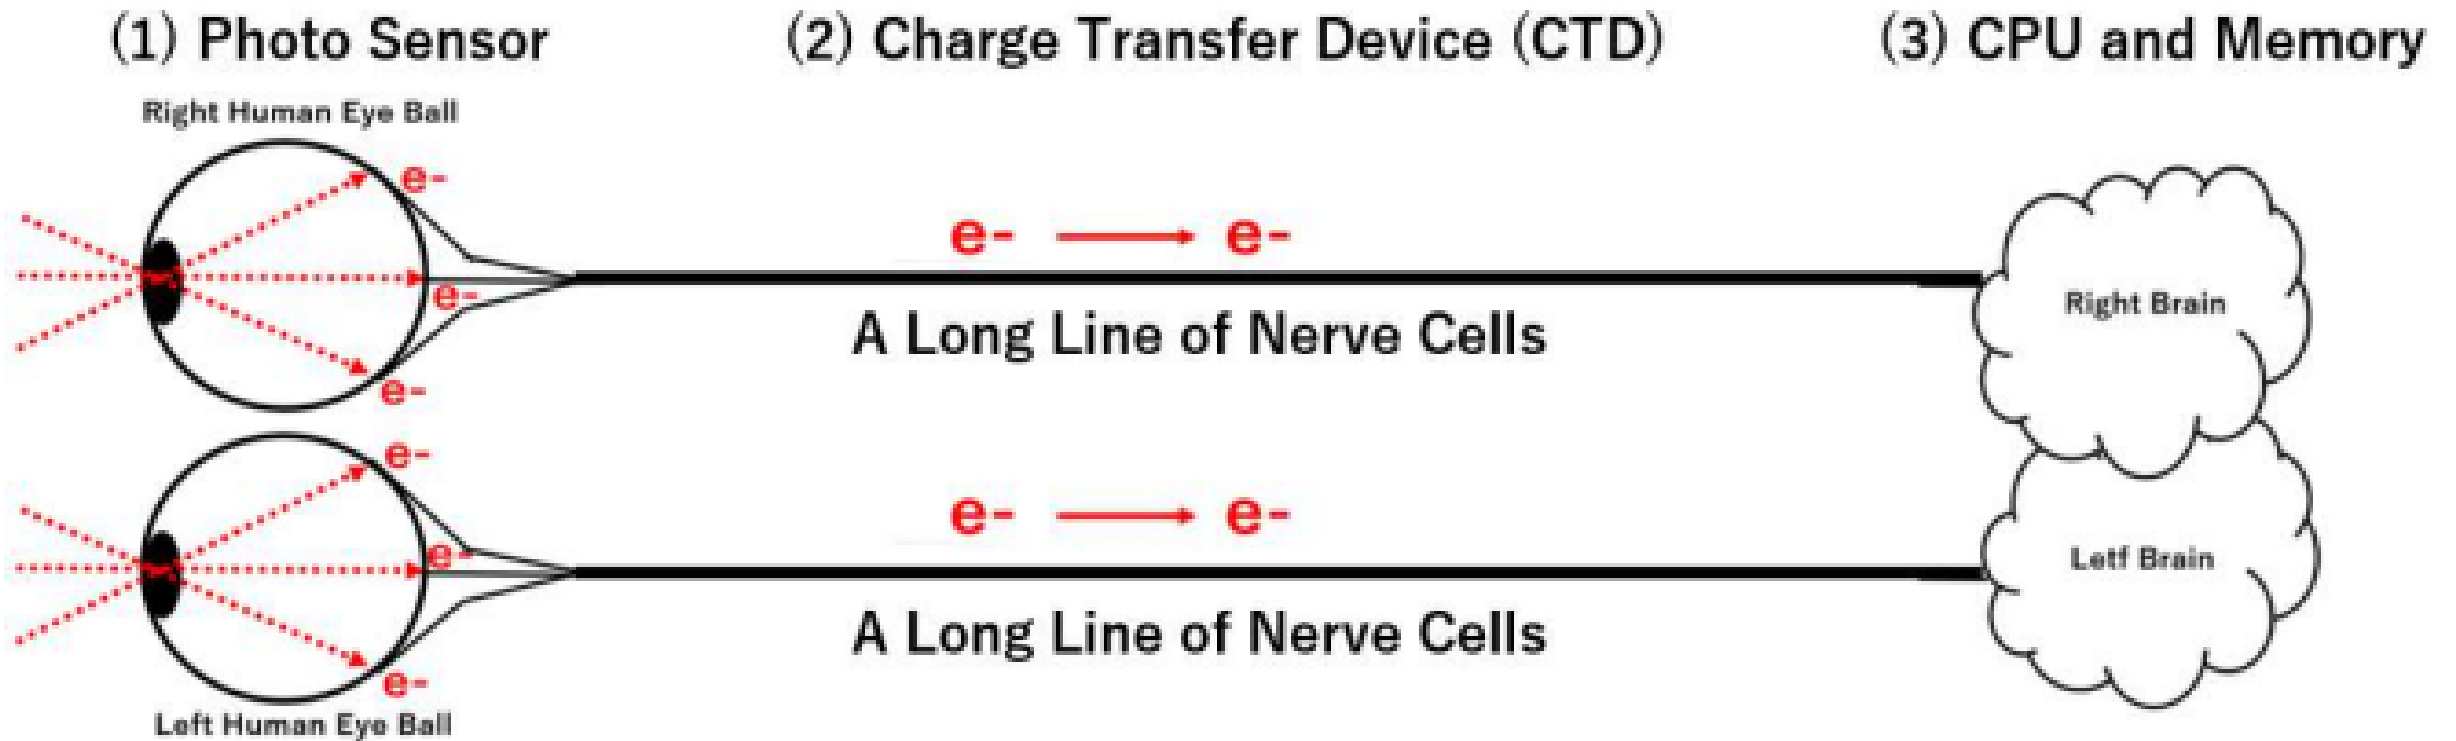 (1) Photo Sensor
(2) Charge Transfer Device (CTD)
(3) CPU and Memory
Right Human Eye Ball
e-
e-
e-
e- e-
A Long Line of Nerve Cells
Right Brain
e-
e-
e-
e- e-
A Long Line of Nerve Cells
Letf Brain
Left Human Eye Ball